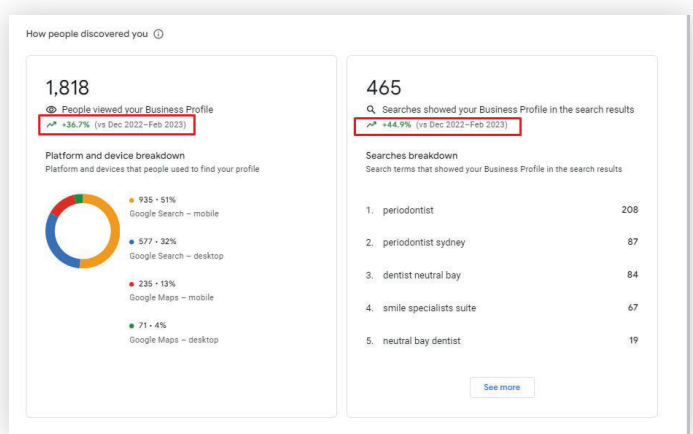 How people discovered you
1,818
People viewed your Business Profile
+36.7% (vs Dec 2022–Feb 2023)
Platform and device breakdown
Platform and devices that people used to find your profile
935 · 51%
Google Search – mobile
577 · 32%
Google Search – desktop
235 · 13%
Google Maps – mobile
71 · 4%
Google Maps – desktop
465
Searches showed your Business Profile in the search results
+44.9% (vs Dec 2022–Feb 2023)
Searches breakdown
Search terms that showed your Business Profile in the search results
1. periodontist 208
2. periodontist sydney 87
3. dentist neutral bay 84
4. smile specialists suite 67
5. neutral bay dentist 19
See more